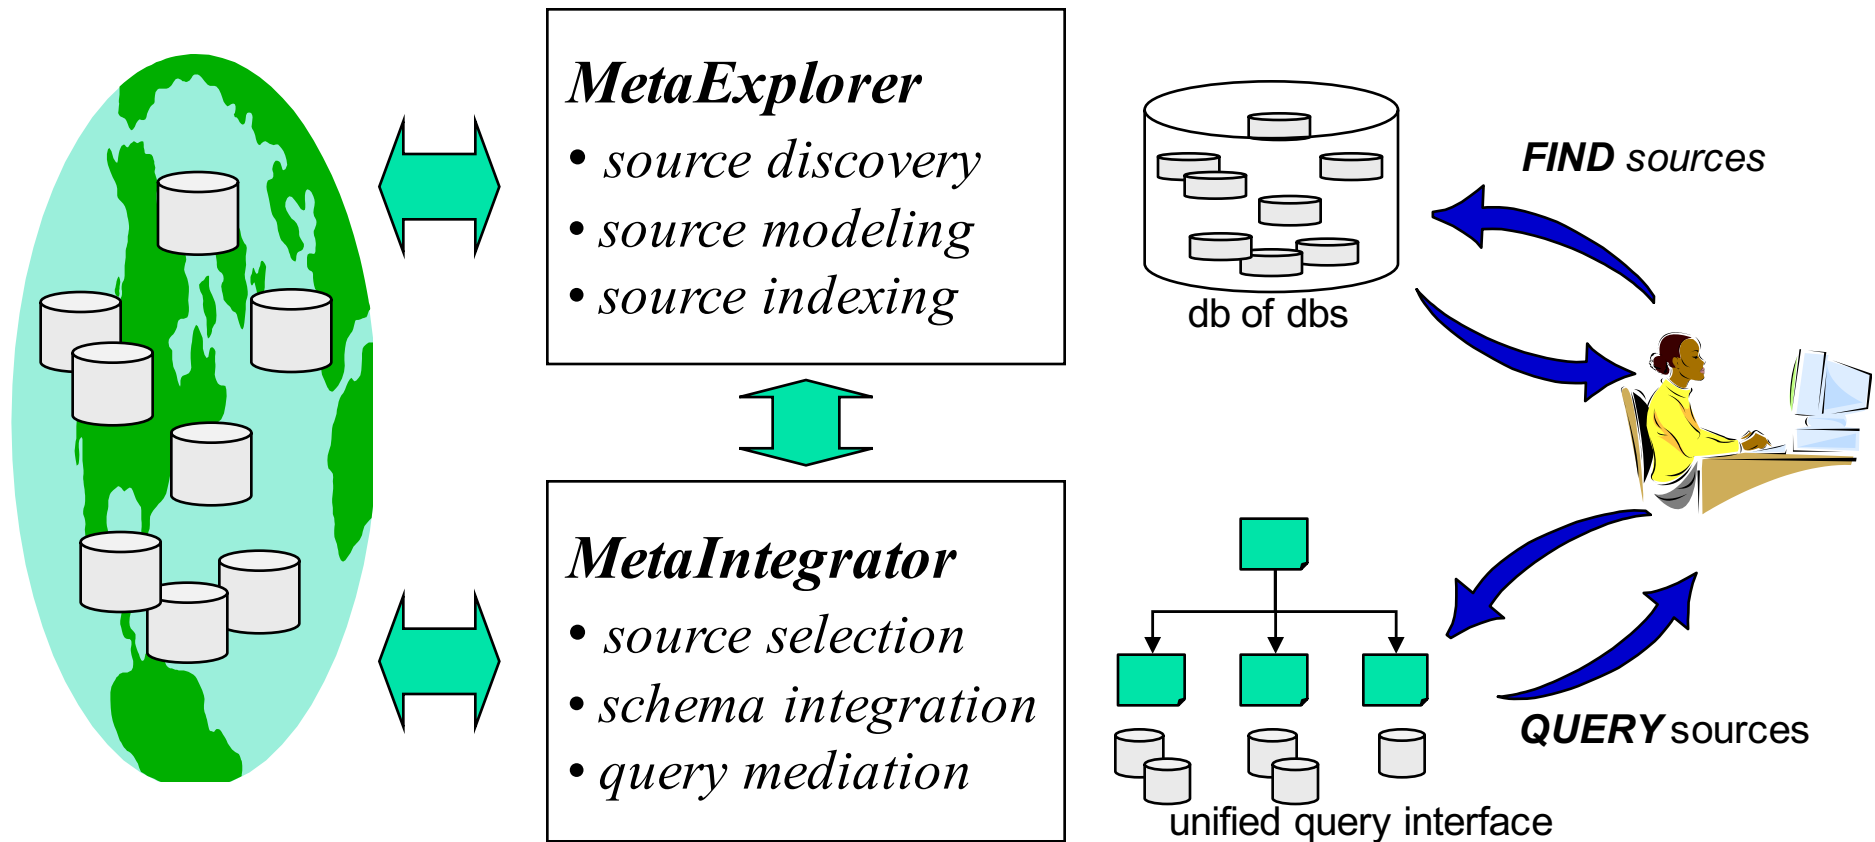 MetaExplorer
• source discovery
• source modeling
• source indexing
db of dbs
FIND sources
MetaIntegrator
• source selection
• schema integration
• query mediation
QUERY sources
unified query interface